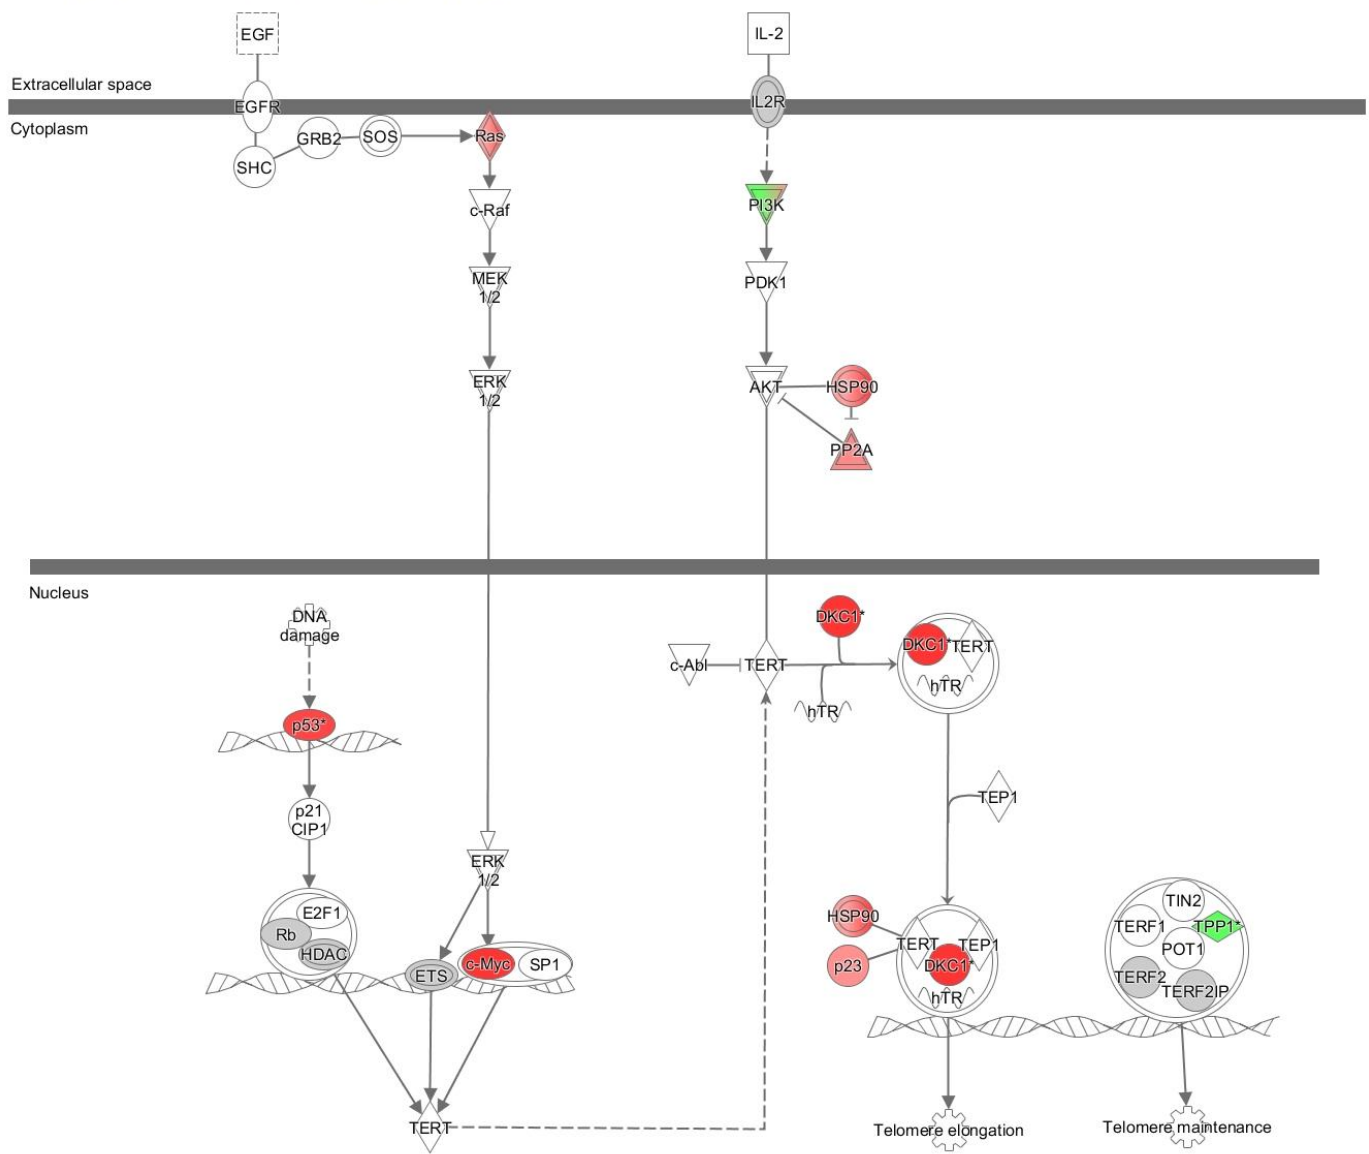 EGF
IL-2
Extracellular space
EGFR
IL2R
Cytoplasm
GRB2
SOS
Ras
SHC
PI3K
c-Raf
MEK
1/2
PDK1
ERK
1/2
AKT
HSP90
PP2A
Nucleus
DNA
damage
DKC1*
c-Abl
TERT
DKC1*
TERT
hTR
hTR
p53*
TEP1
p21
CIP1
ERK
1/2
E2F1
Rb
HDAC
ETS
c-Myc
SP1
HSP90
p23
TERT
TEP1
DKC1*
hTR
TIN2
TERF1
TPP1*
POT1
TERF2
TERF2IP
TERT
Telomere elongation
Telomere maintenance